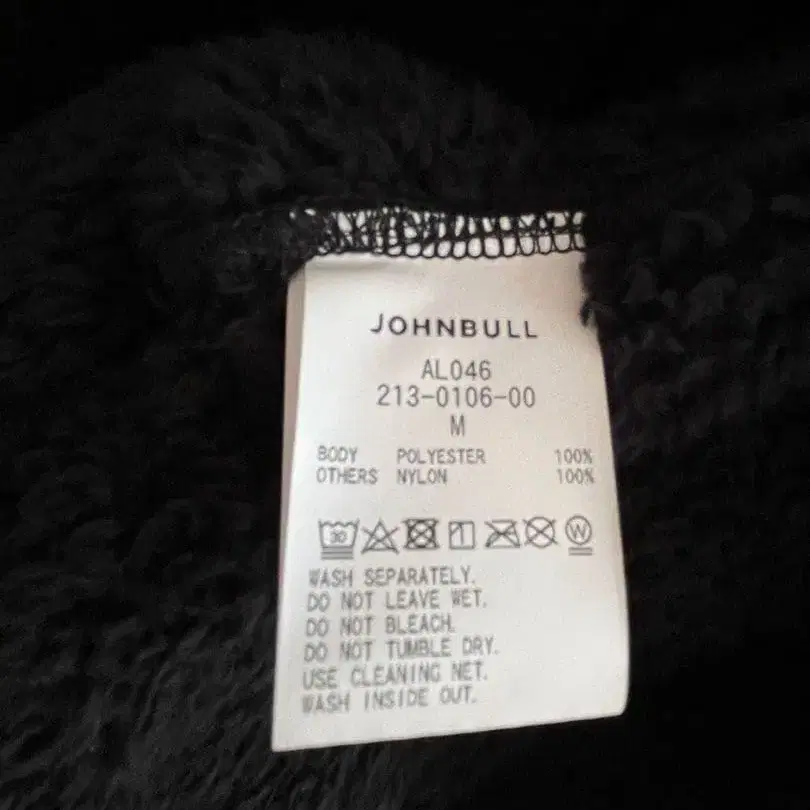 JOHNBULL
AL046
213-0106-00
M
BODY POLYESTER 100%
OTHERS NYLON 100%
30 W
WASH SEPARATELY.
DO NOT LEAVE WET.
DO NOT BLEACH.
DO NOT TUMBLE DRY.
USE CLEANING NET.
WASH INSIDE OUT.